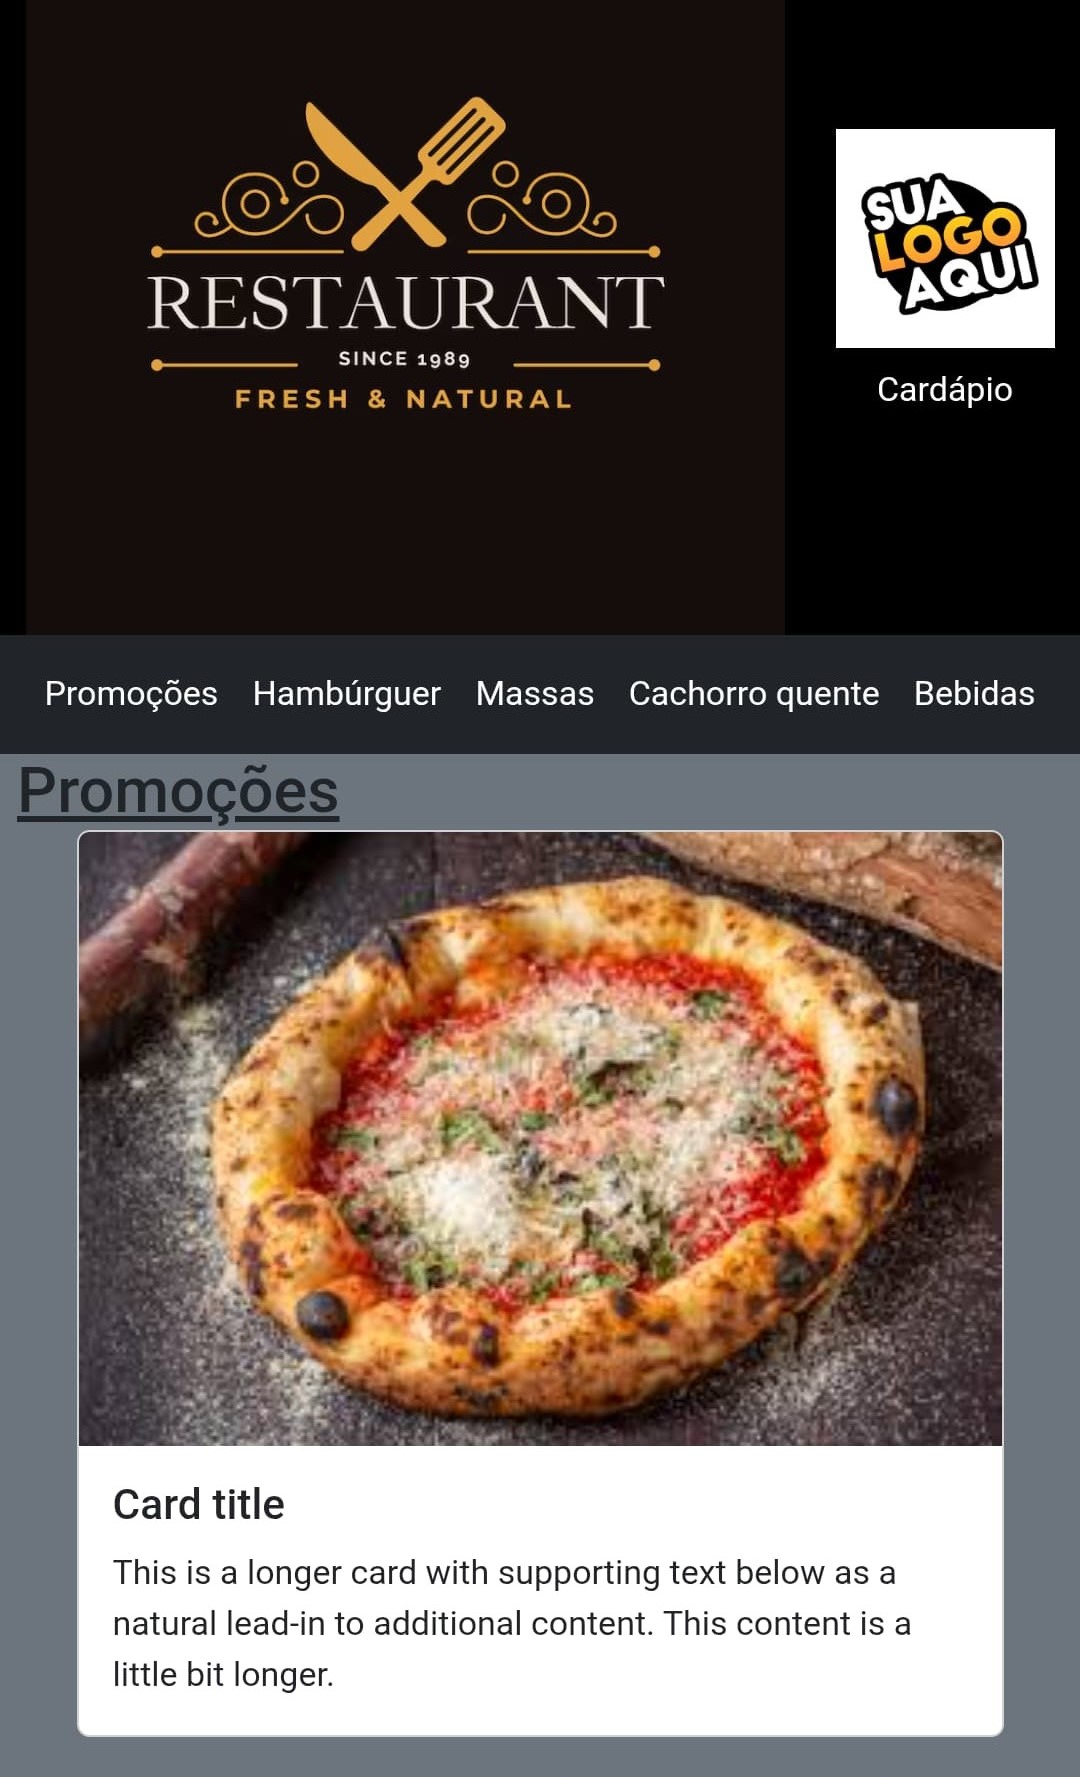 RESTAURANT
SINCE 1989
FRESH & NATURAL
SUA
LOGO
AQUI
Cardápio
Promoções Hambúrguer Massas Cachorro quente Bebidas
Promoções
Card title
This is a longer card with supporting text below as a
natural lead-in to additional content. This content is a
little bit longer.